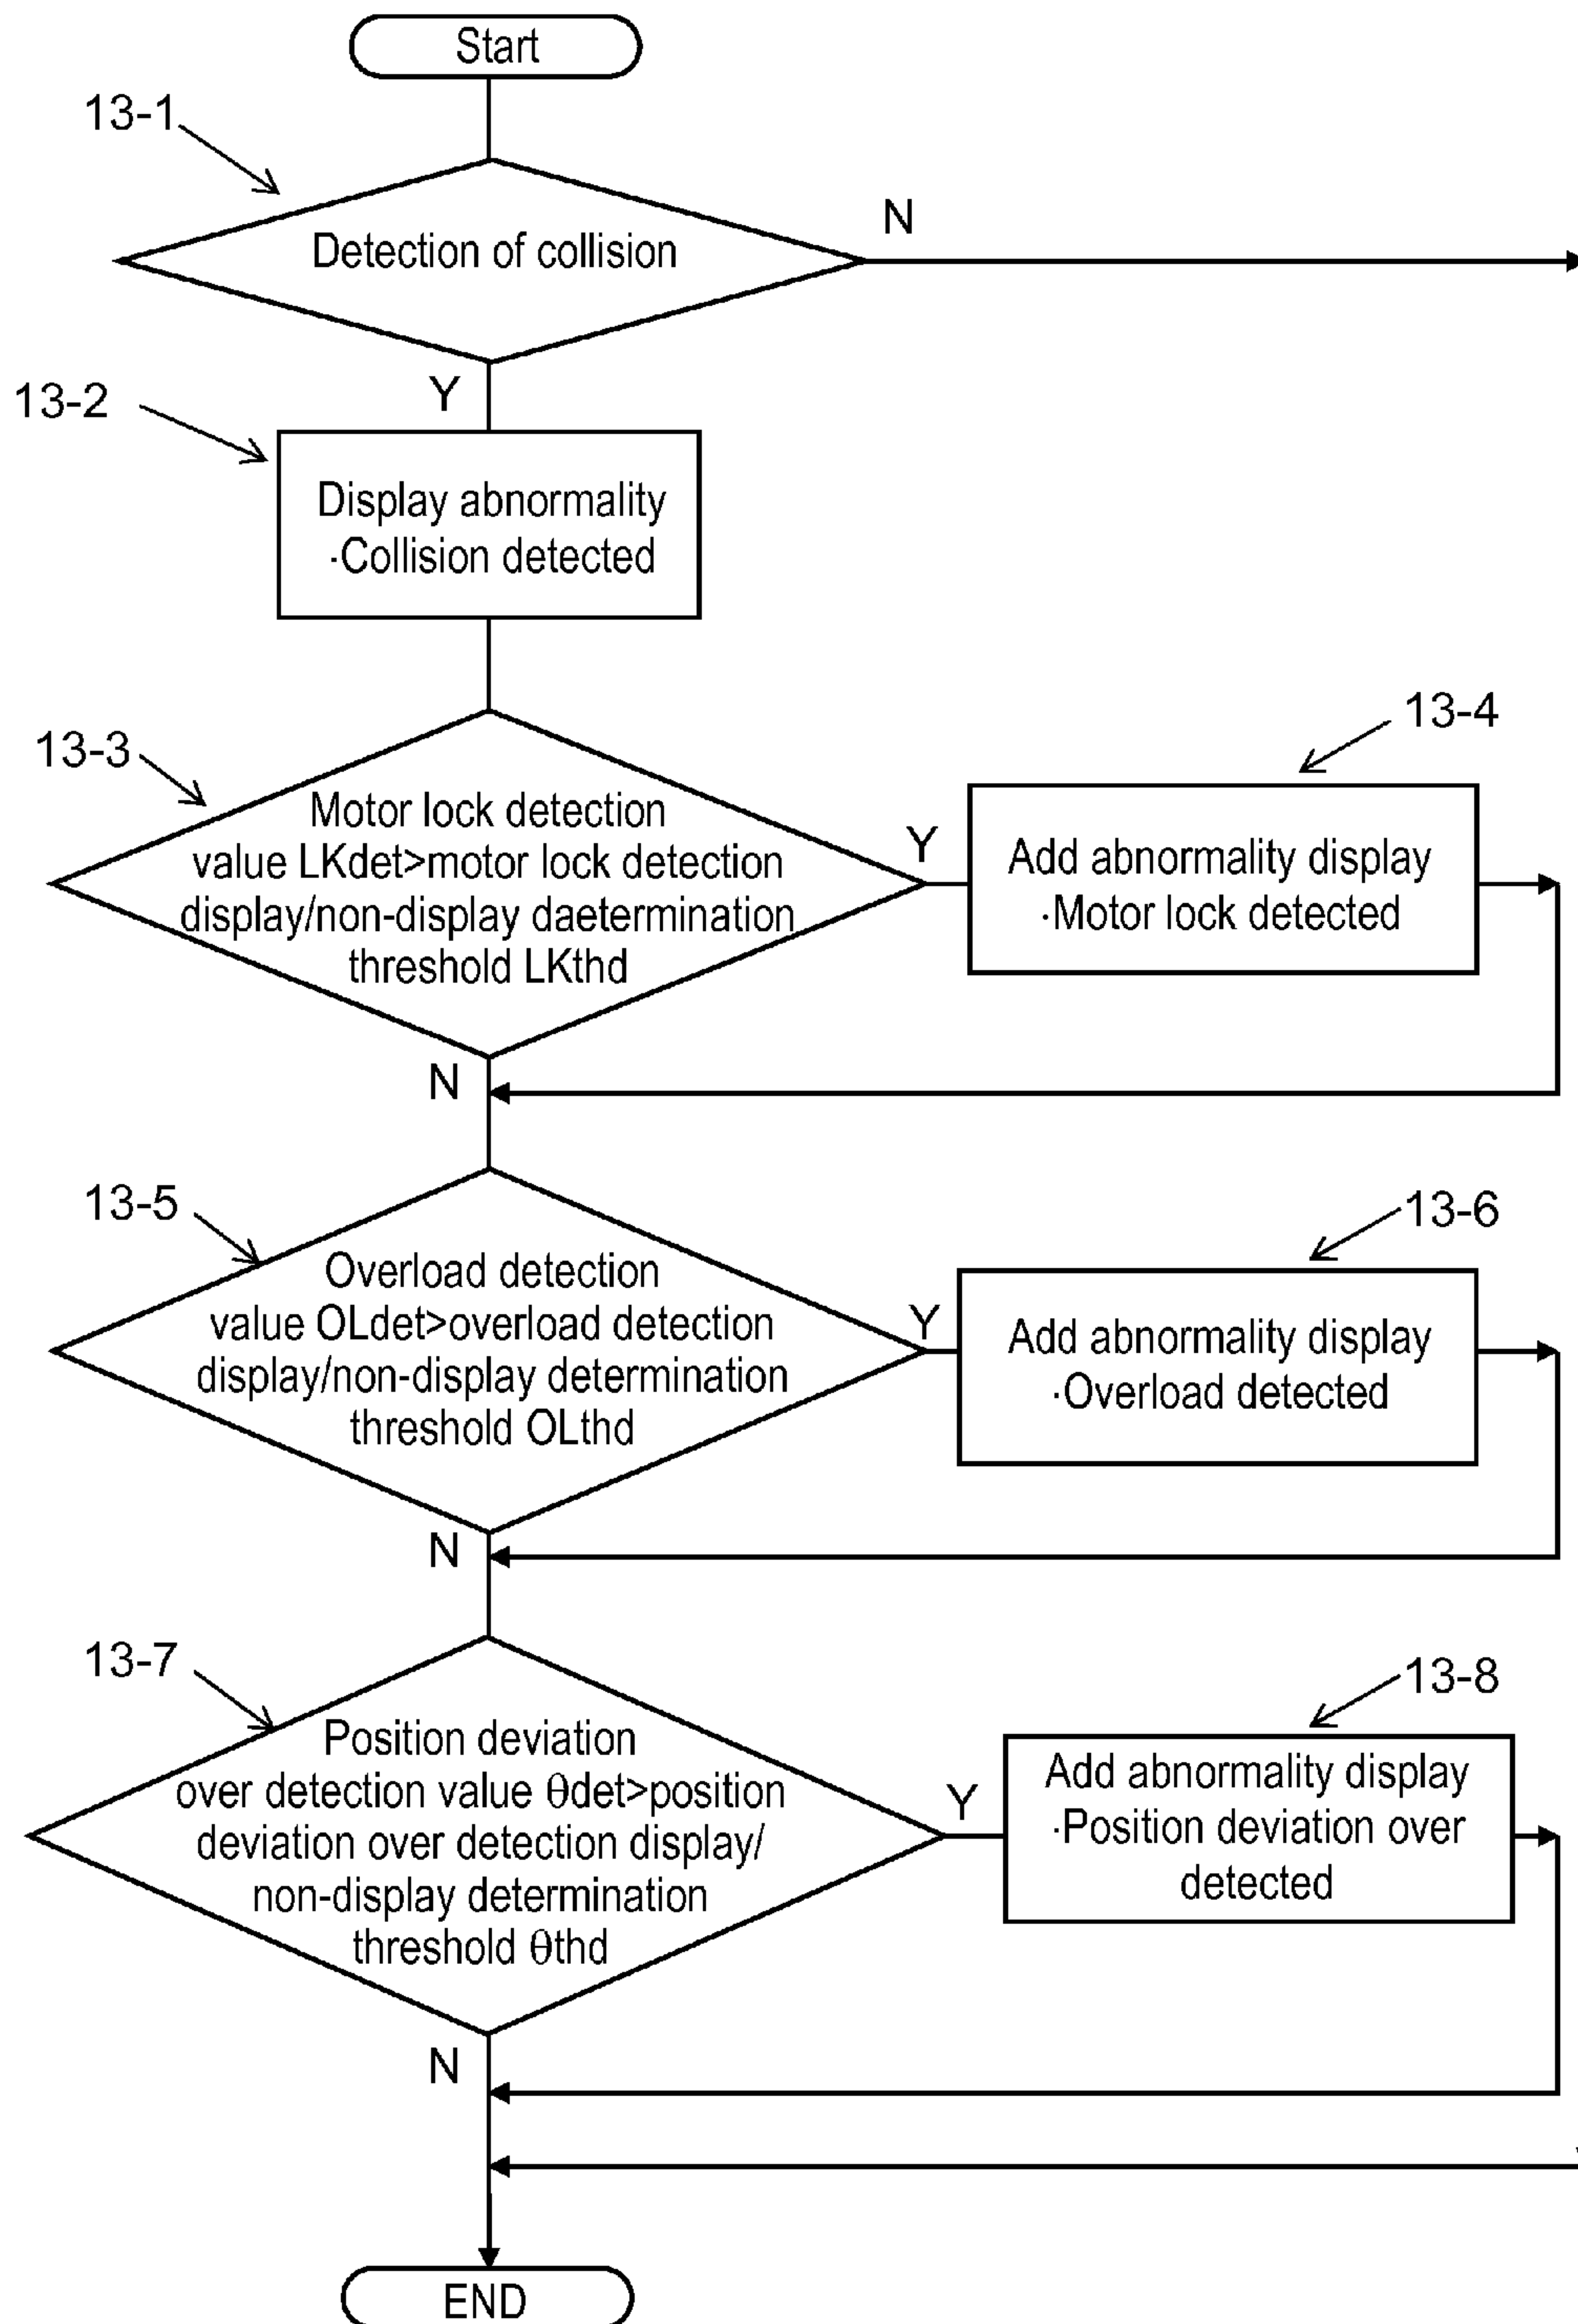 Start
13-1
Detection of collision
N
Y
13-2
Display abnormality
·Collision detected
13-3
Motor lock detection
value LKdet>motor lock detection
display/non-display daetermination
threshold LKthd
Y
13-4
Add abnormality display
·Motor lock detected
N
13-5
Overload detection
value OLdet>overload detection
display/non-display determination
threshold OLthd
Y
13-6
Add abnormality display
·Overload detected
N
13-7
Position deviation
over detection value θdet>position
deviation over detection display/
non-display determination
threshold θthd
Y
13-8
Add abnormality display
·Position deviation over
detected
N
END